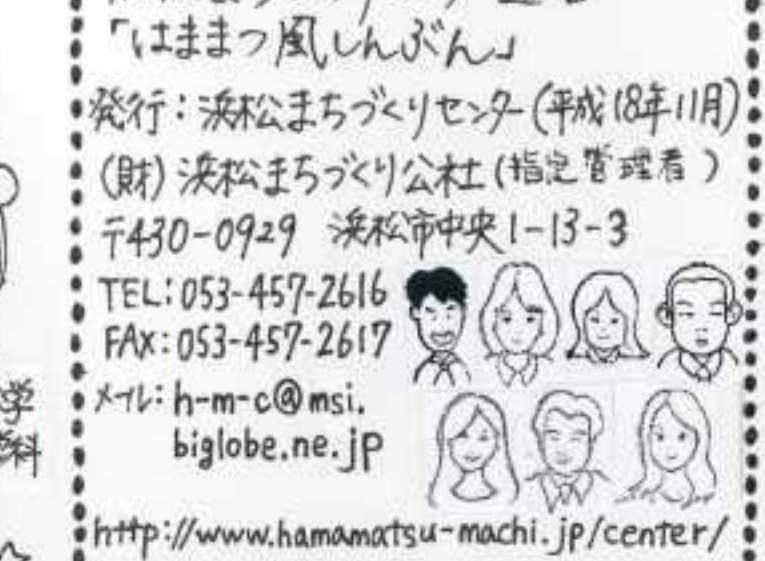 「はままつ風しんぶん」
発行:浜松まちづくりセンター(平成18年11月)
(財)浜松まちづくり公社(指定管理者)
〒430-0929 浜松市中央1-13-3
TEL:053-457-2616
FAX:053-457-2617
メイル:h-m-c@msi.
biglobe.ne.jp
学
科
http://www.hamamatsu-machi.jp/center/